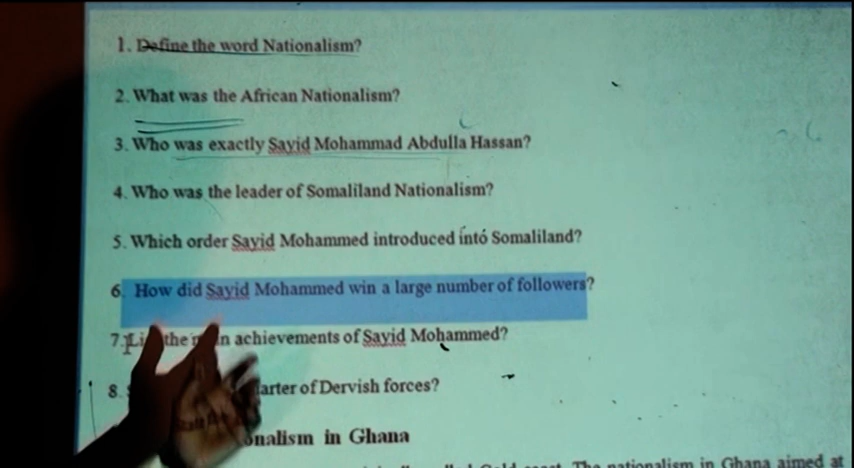 1. Define the word Nationalism?
2. What was the African Nationalism?
3. Who was exactly Sayid Mohammad Abdulla Hassan?
4. Who was the leader of Somaliland Nationalism?
5. Which order Sayid Mohammed introduced into Somaliland?
6. How did Sayid Mohammed win a large number of followers?
7. the achievements of Sayid Mohammed?
8. of Dervish forces?
in Ghana
The nationalism in Ghana aimed at